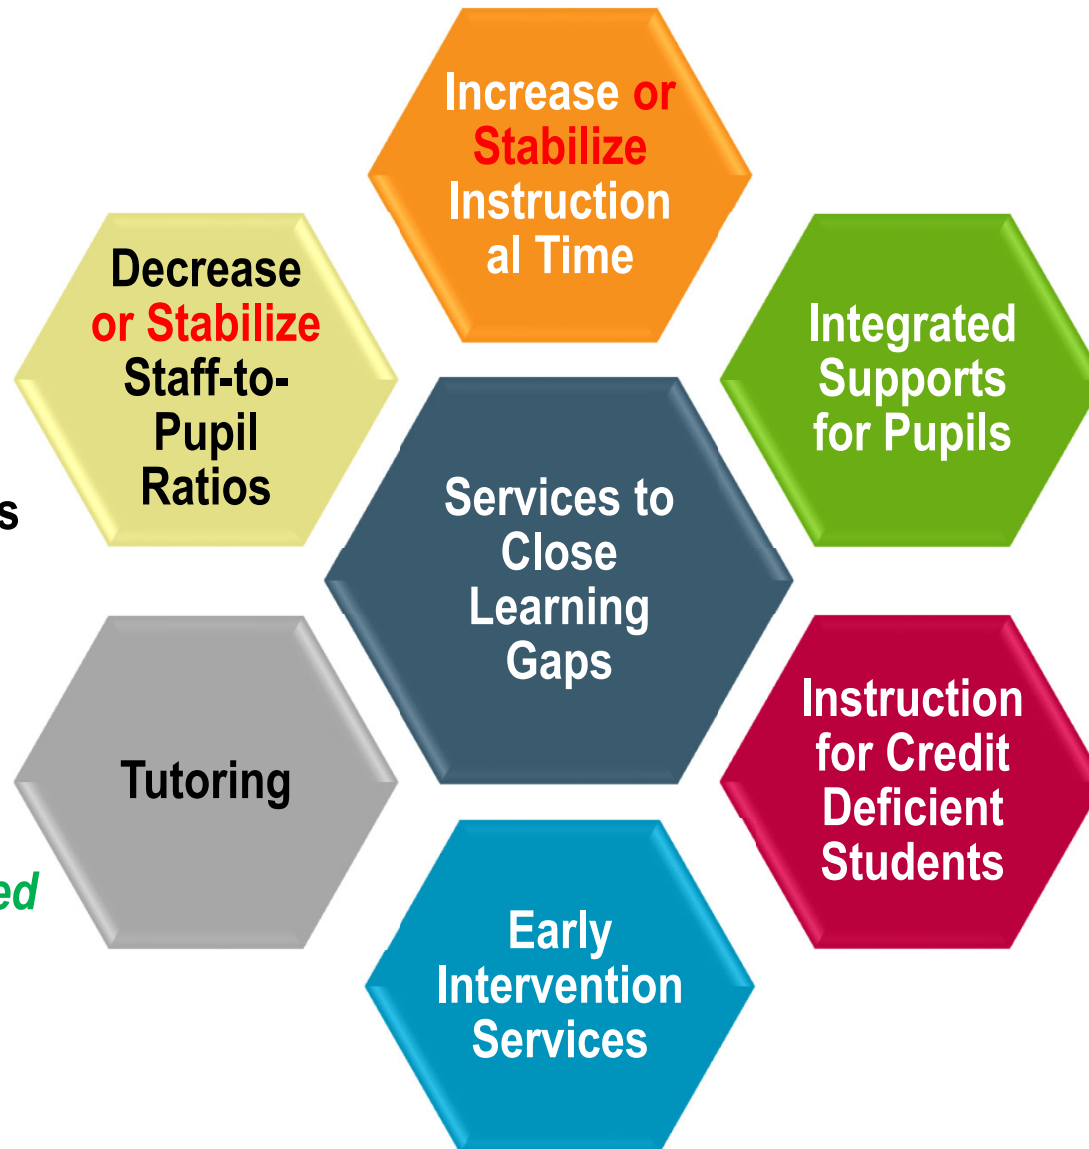 Increase or
Stabilize
Instruction
al Time
Decrease
or Stabilize
Staff-to-
Pupil
Ratios
Integrated
Supports
for Pupils
s
Services to
Close
Learning
Gaps
Tutoring
Instruction
for Credit
Deficient
Students
ed
Early
Intervention
Services